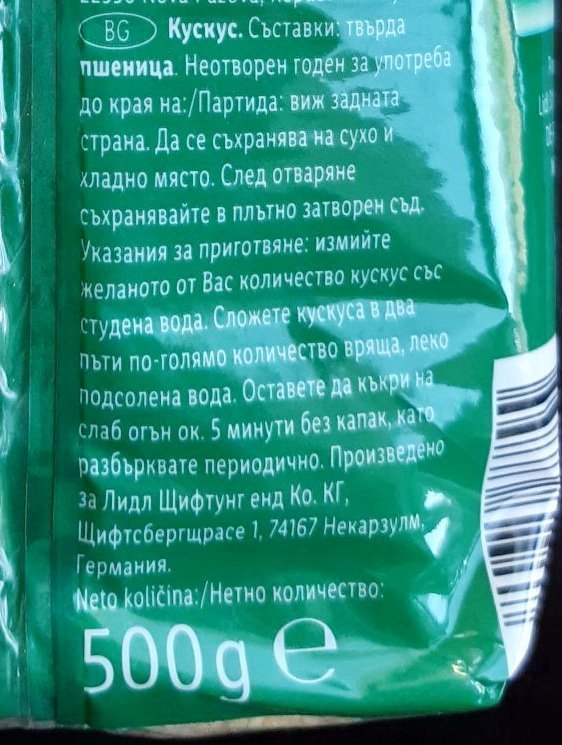 BG Кускус. Съставки: твърда
пшеница. Неотворен годен за употреба
до края на:/Партида: виж задната
страна. Да се съхранява на сухо и
хладно място. След отваряне
съхранявайте в плътно затворен съд.
Указания за приготвяне: измийте
желаното от Вас количество кускус със
студена вода. Сложете кускуса в два
пъти по-голямо количество вряща, леко
подсолена вода. Оставете да къкри на
слаб огън ок. 5 минути без капак, като
разбърквате периодично. Произведено
за Лидл Щифтунг енд Ко. КГ,
Щифтсбергщрасе 1, 74167 Некарзулм,
Германия.
Neto količina:/Нетно количество:
500g e